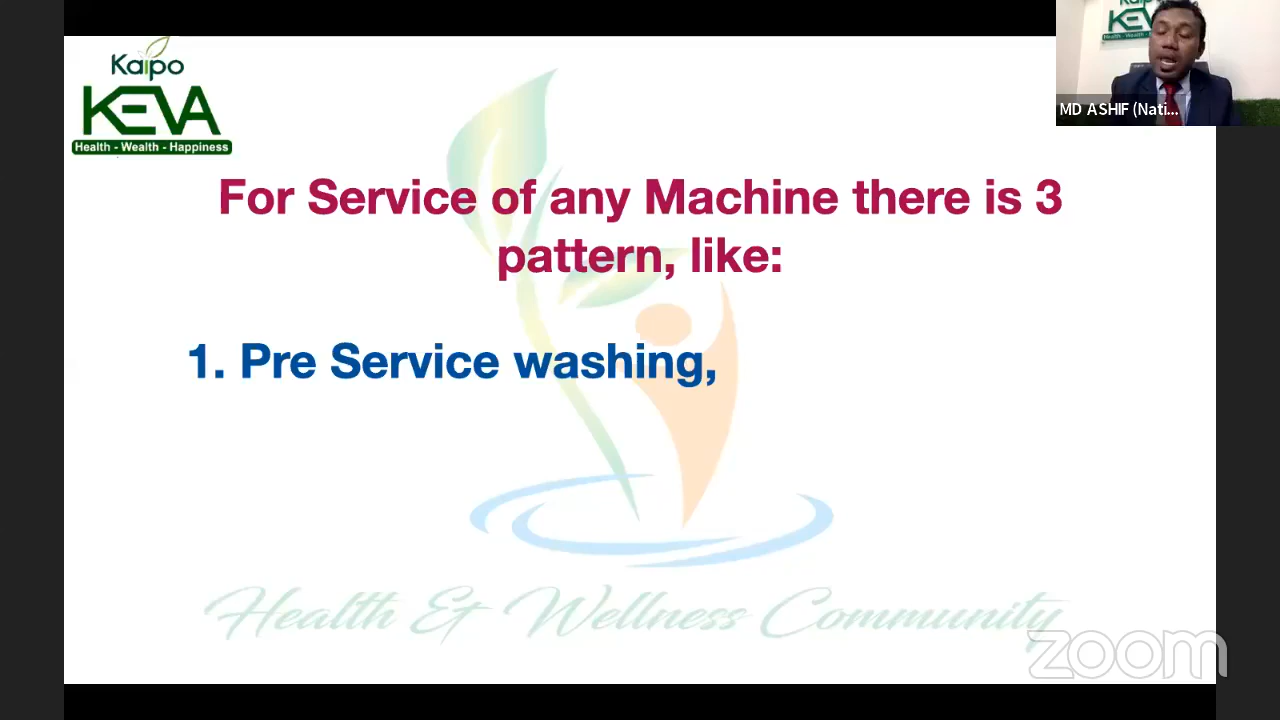 Kaipo
KEVA
Health - Wealth - Happiness
KEVA
MD ASHIF (Nati...
For Service of any Machine there is 3
pattern, like:
1. Pre Service washing,
Health & Wellness Community
zoom